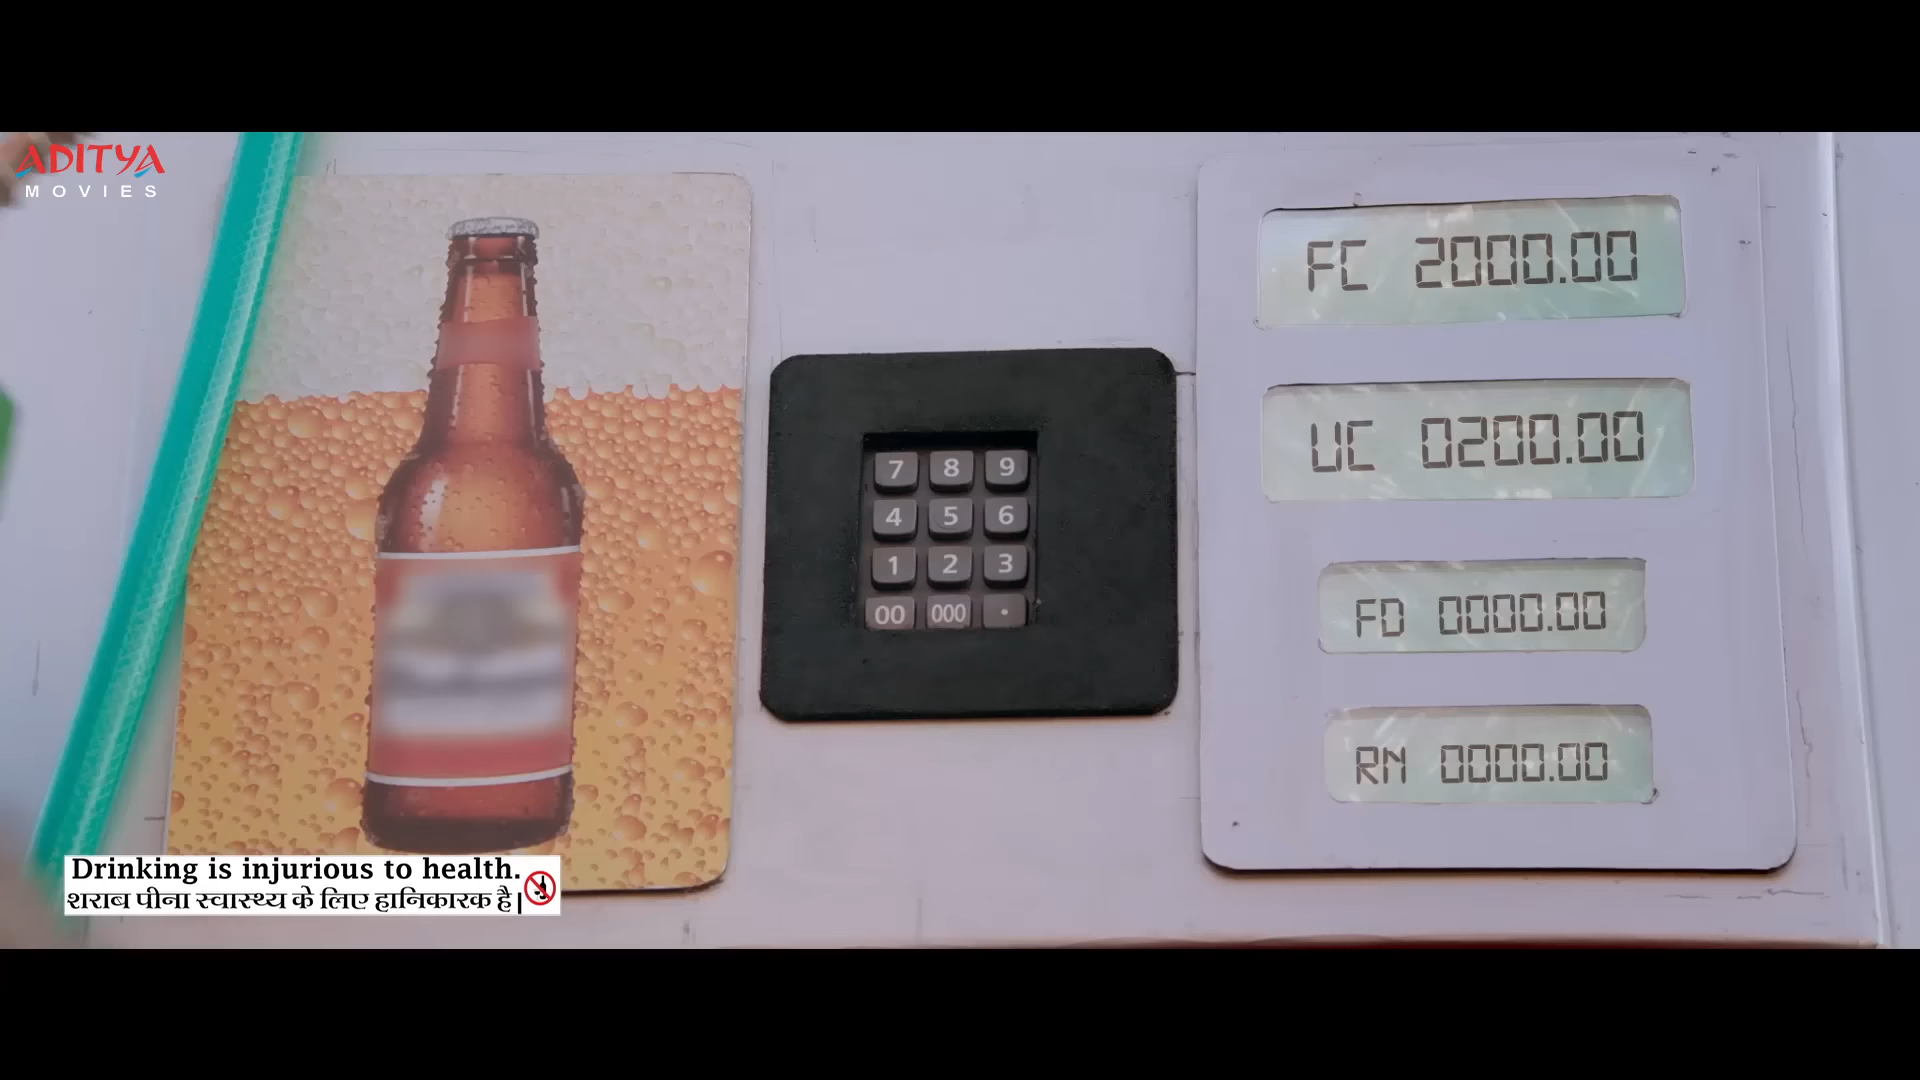 ADITYA
MOVIES
FC 2000.00
UC 0200.00
7 8 9
4 5 6
1 2 3
00 000 .
FD 0000.00
RN 0000.00
Drinking is injurious to health.
शराब पीना स्वास्थ्य के लिए हानिकारक है|